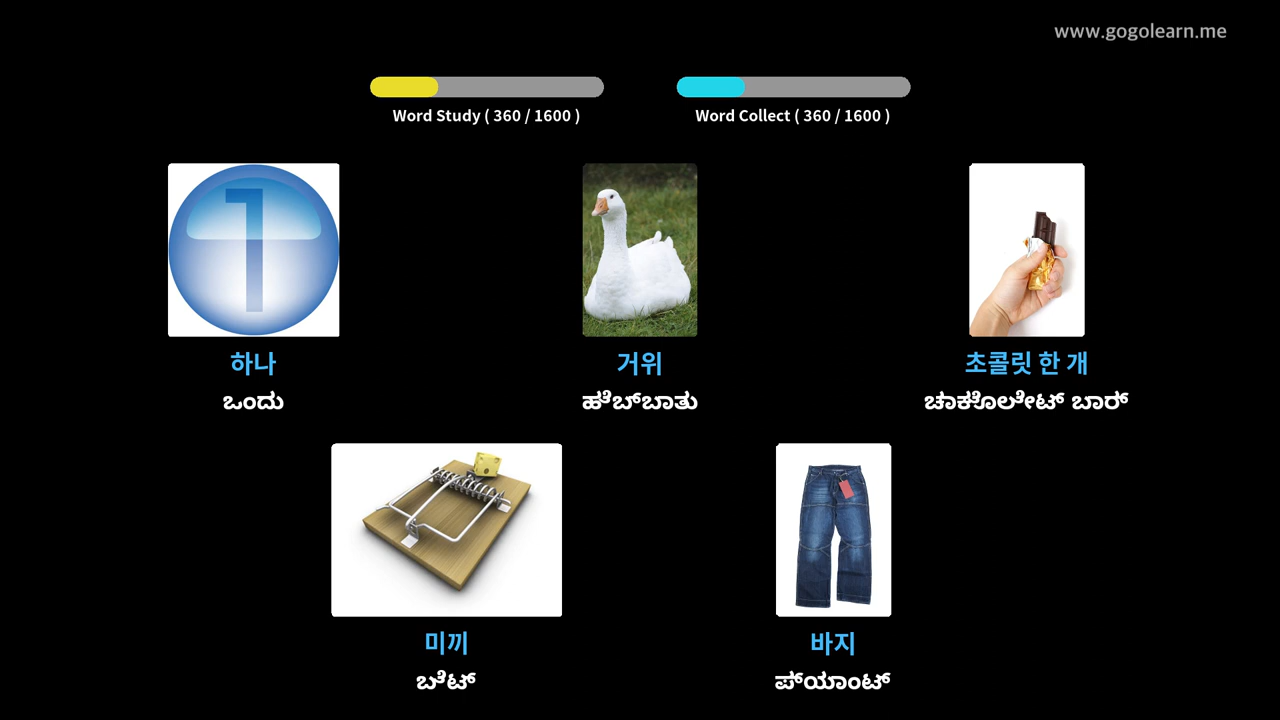 www.gogolearn.me
Word Study ( 360 / 1600 )
Word Collect ( 360 / 1600 )
1
하나
ಒಂದು
거위
ಹೆಬ್ಬಾತು
초콜릿 한 개
ಚಾಕೊಲೇಟ್ ಬಾರ್
미끼
ಬೆಟ್
바지
ಪ್ಯಾಂಟ್